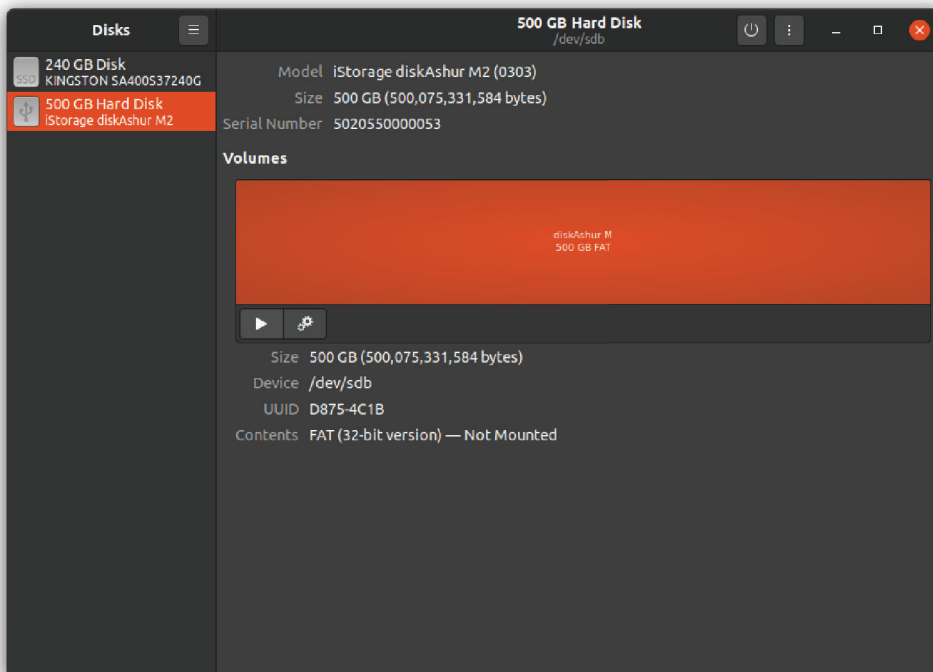 Disks
500 GB Hard Disk
/dev/sdb
240 GB Disk
KINGSTON SA400S37240G
SSD
500 GB Hard Disk
iStorage diskAshur M2
Model iStorage diskAshur M2 (0303)
Size 500 GB (500,075,331,584 bytes)
Serial Number 5020550000053
Volumes
diskAshur M
500 GB FAT
Size 500 GB (500,075,331,584 bytes)
Device /dev/sdb
UUID D875-4C1B
Contents FAT (32-bit version) — Not Mounted